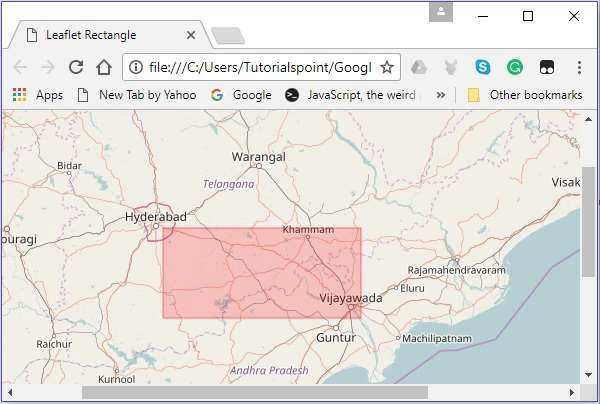 Leaflet Rectangle
file:///C:/Users/Tutorialspoint/Googl
Apps New Tab by Yahoo Google JavaScript, the weird » Other bookmarks
Warangal
Bidar
Telangana
Visak
Hyderabad
ouragi
Khammam
Rajamahendravaram
Eluru
Vijayawada
Guntur
Machilipatnam
Raichur
Andhra Pradesh
Kurnool